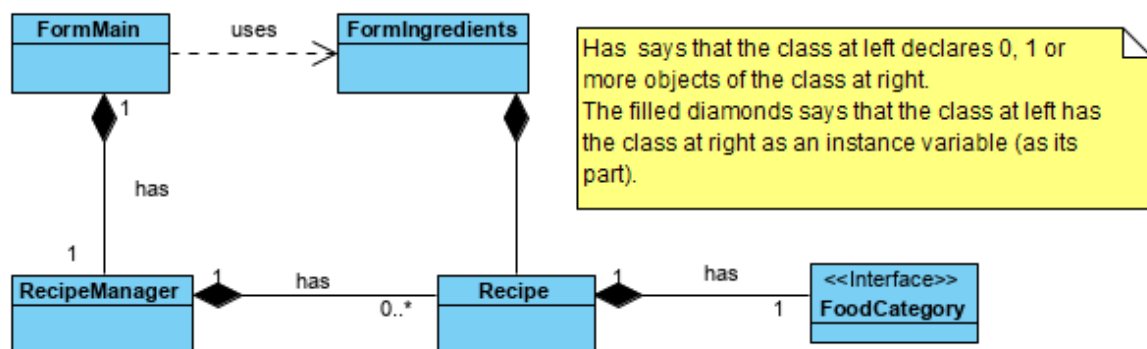 FormMain
uses
FormIngredients
1
has
1
Has says that the class at left declares 0, 1 or
more objects of the class at right.
The filled diamonds says that the class at left has
the class at right as an instance variable (as its
part).
RecipeManager
1
has
0..*
Recipe
1
has
1
<<Interface>>
FoodCategory